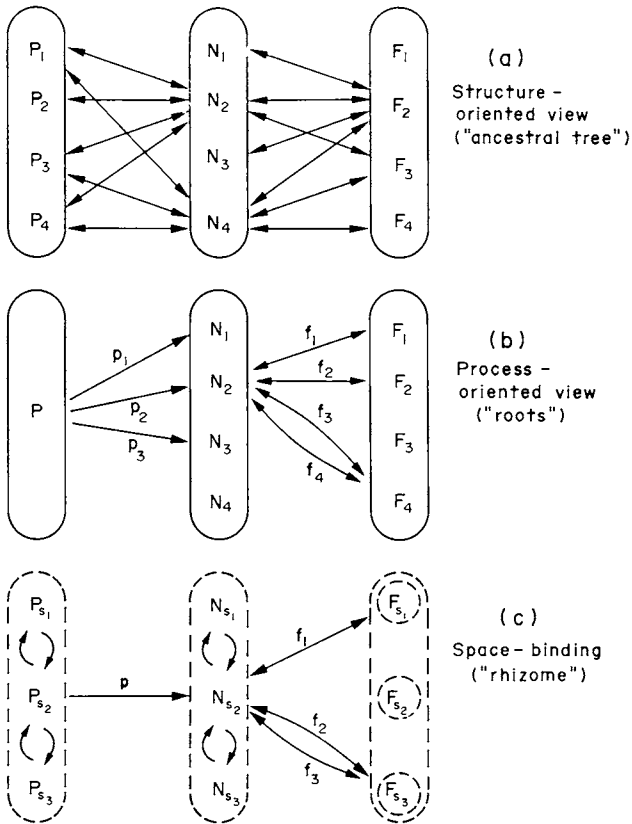 P1 N1 F1
(a)
P2 N2 F2
Structure-
oriented view
("ancestral tree")
P3 N3 F3
P4 N4 F4
(b)
P N1 F1
p1 f1
Process-
N2 F2
p2 f2
oriented view
("roots")
p3 f3
N3 F3
f4
N4 F4
(c)
Ps1 Ns1 Fs1
f1
Space-binding
("rhizome")
p
Ps2 Ns2 Fs2
f2
f3
Ps3 Ns3 Fs3